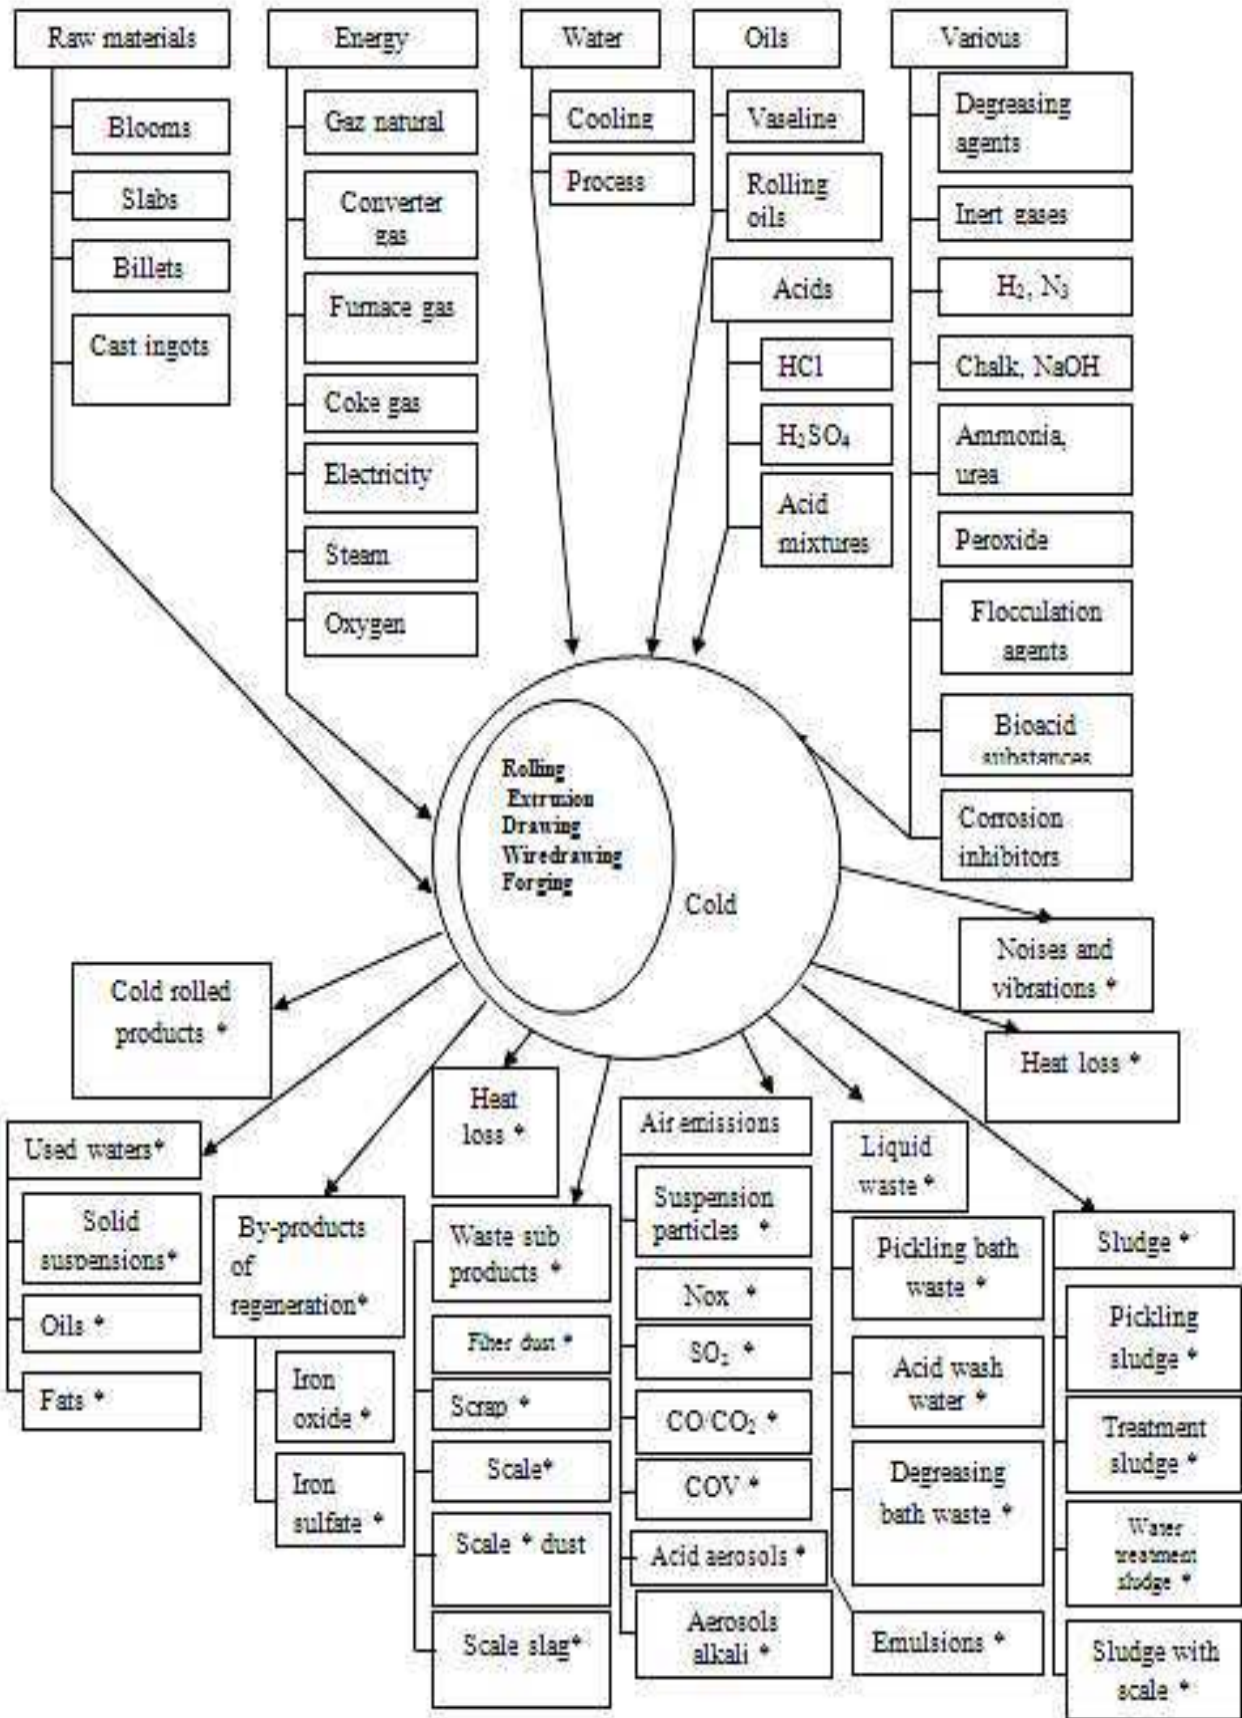 Raw materials
Energy
Water
Oils
Various
Blooms
Slabs
Billets
Cast ingots
Gaz natural
Converter
gas
Furnace gas
Coke gas
Electricity
Steam
Oxygen
Cooling
Process
Vaseline
Rolling
oils
Acids
HCl
H₂SO₄
Acid
mixtures
Degreasing
agents
Inert gases
H₂, N₃
Chalk, NaOH
Ammonia,
urea
Peroxide
Flocculation
agents
Bioacid
substances
Corrosion
inhibitors
Rolling
Extrusion
Drawing
Wiredrawing
Forging
Cold
Noises and
vibrations *
Heat loss *
Cold rolled
products *
Used waters*
Solid
suspensions*
Oils *
Fats *
By-products
of
regeneration*
Iron
oxide *
Iron
sulfate *
Heat
loss *
Waste sub
products *
Filter dust *
Scrap *
Scale*
Scale * dust
Scale slag*
Air emissions
Suspension
particles *
Nox *
SO₂ *
CO/CO₂ *
COV *
Acid aerosols *
Aerosols
alkali *
Liquid
waste *
Pickling bath
waste *
Acid wash
water *
Degreasing
bath waste *
Emulsions *
Sludge *
Pickling
sludge *
Treatment
sludge *
Water
treatment
sludge *
Sludge with
scale *